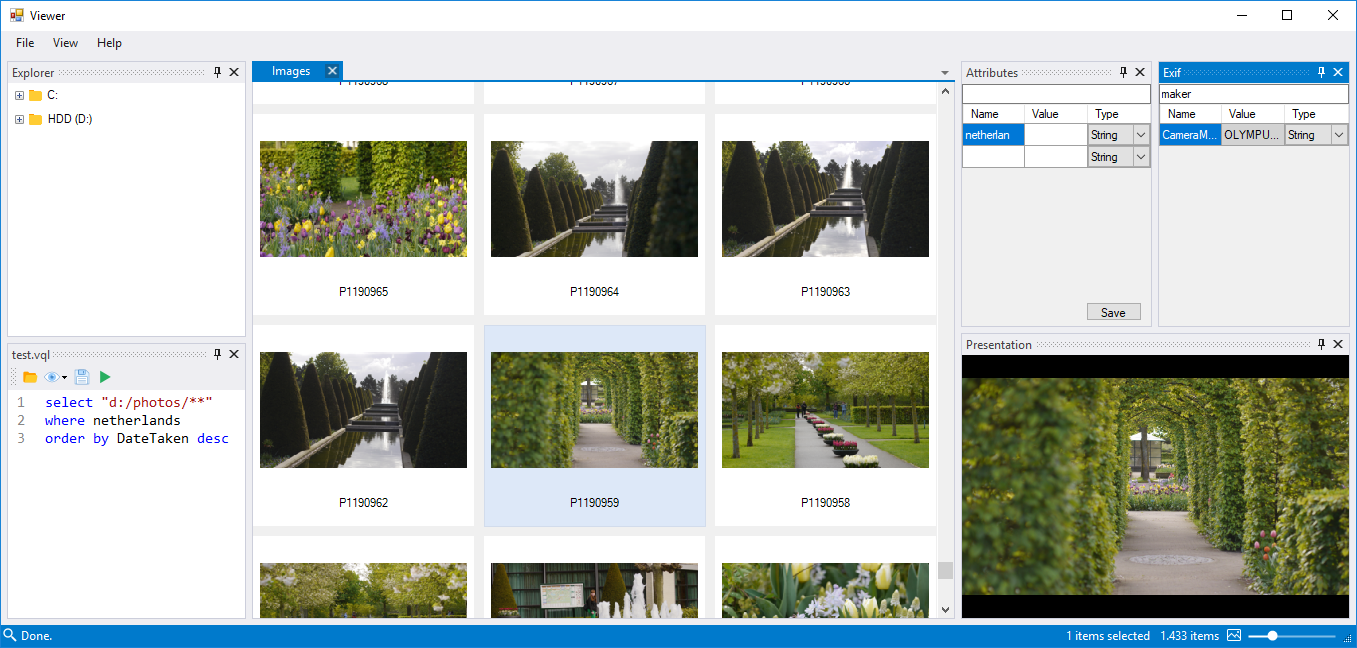 Viewer
File View Help
Explorer
C:
HDD (D:)
test.vql
1 select "d:/photos/**"
2 where netherlands
3 order by DateTaken desc
Images
P1190965
P1190964
P1190963
P1190962
P1190959
P1190958
Attributes
Name Value Type
netherlan String
String
Save
Exif
maker
Name Value Type
CameraM... OLYMPU... String
Presentation
Done.
1 items selected 1.433 items